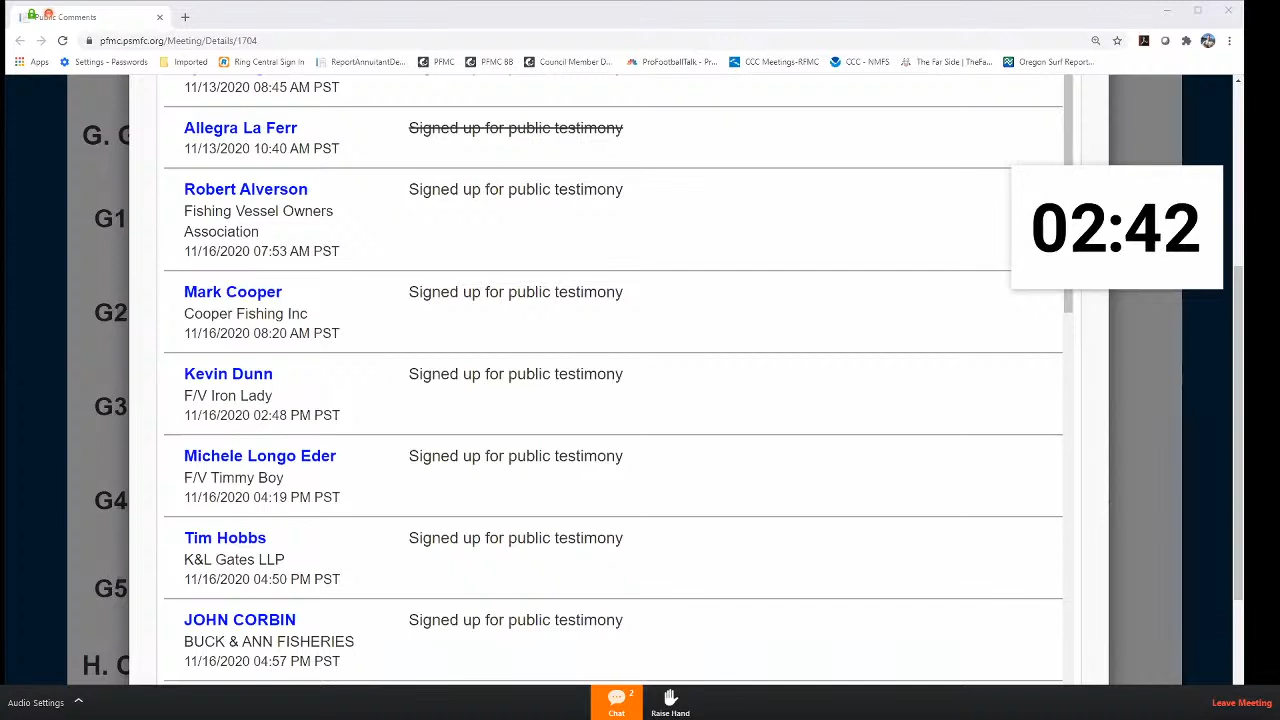 Public Comments
pfmc.psmfc.org/Meeting/Details/1704
Apps Settings - Passwords Imported Ring Central Sign In ReportAnnuitantDe... PFMC PFMC BB Council Member D... ProFootballTalk - Pr... CCC Meetings-RFMC CCC - NMFS The Far Side | TheFa... Oregon Surf Report...
11/13/2020 08:45 AM PST
G. G
Allegra La Ferr Signed up for public testimony
11/13/2020 10:40 AM PST
Robert Alverson Signed up for public testimony
G1
Fishing Vessel Owners
Association
11/16/2020 07:53 AM PST
02:42
Mark Cooper Signed up for public testimony
G2
Cooper Fishing Inc
11/16/2020 08:20 AM PST
Kevin Dunn Signed up for public testimony
G3
F/V Iron Lady
11/16/2020 02:48 PM PST
Michele Longo Eder Signed up for public testimony
F/V Timmy Boy
G4
11/16/2020 04:19 PM PST
Tim Hobbs Signed up for public testimony
K&L Gates LLP
G5
11/16/2020 04:50 PM PST
JOHN CORBIN Signed up for public testimony
BUCK & ANN FISHERIES
H. C
11/16/2020 04:57 PM PST
Audio Settings
2
Chat
Raise Hand
Leave Meeting